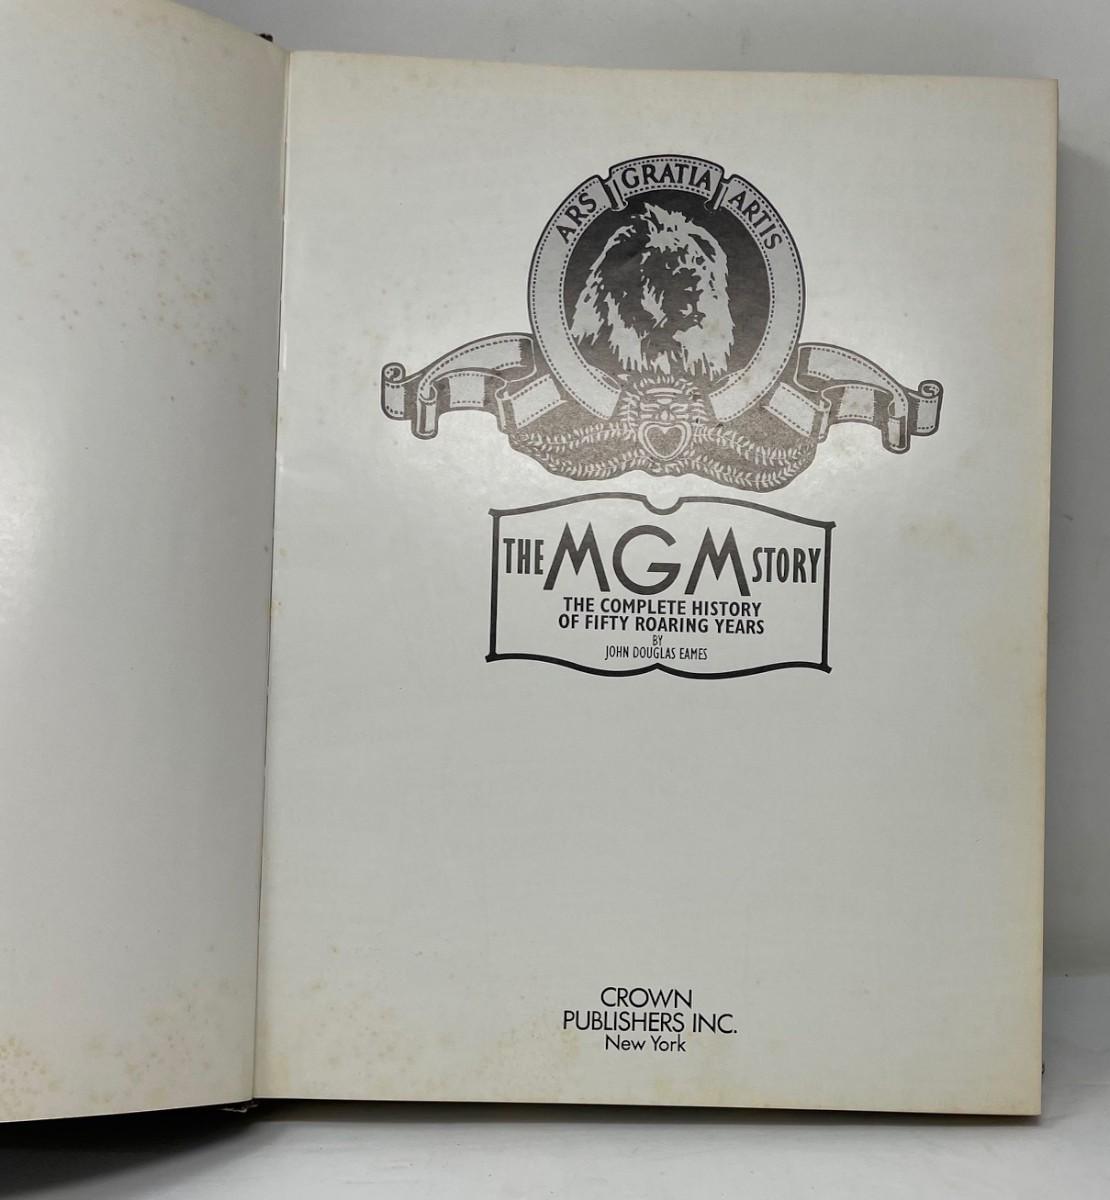 ARS GRATIA ARTIS
THE MGM STORY
THE COMPLETE HISTORY
OF FIFTY ROARING YEARS
BY
JOHN DOUGLAS EAMES
CROWN
PUBLISHERS INC.
New York